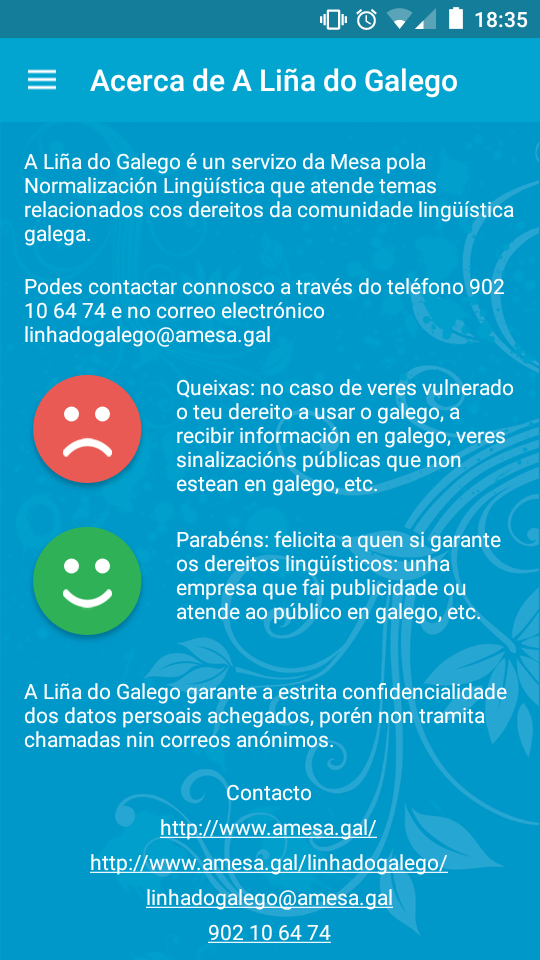 18:35
Acerca de A Liña do Galego
A Liña do Galego é un servizo da Mesa pola
Normalización Lingüística que atende temas
relacionados cos dereitos da comunidade lingüística
galega.
Podes contactar connosco a través do teléfono 902
10 64 74 e no correo electrónico
linhadogalego@amesa.gal
Queixas: no caso de veres vulnerado
o teu dereito a usar o galego, a
recibir información en galego, veres
sinalizacións públicas que non
estean en galego, etc.
Parabéns: felicita a quen si garante
os dereitos lingüísticos: unha
empresa que fai publicidade ou
atende ao público en galego, etc.
A Liña do Galego garante a estrita confidencialidade
dos datos persoais achegados, porén non tramita
chamadas nin correos anónimos.
Contacto
http://www.amesa.gal/
http://www.amesa.gal/linhadogalego/
linhadogalego@amesa.gal
902 10 64 74